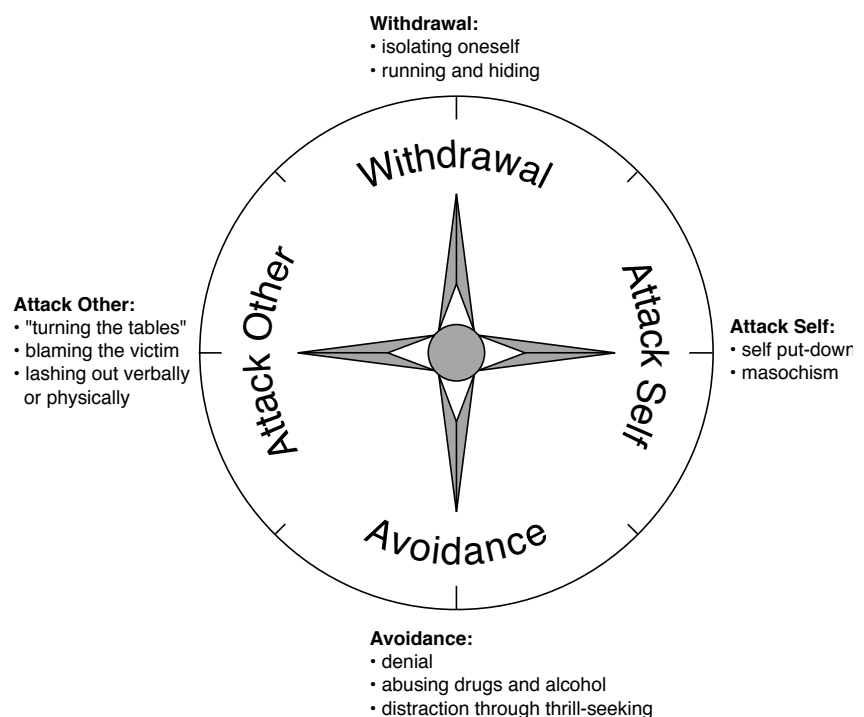 Withdrawal:
• isolating oneself
• running and hiding
Withdrawal
Attack Other
Attack Self
Avoidance
Attack Other:
• "turning the tables"
• blaming the victim
• lashing out verbally
or physically
Attack Self:
• self put-down
• masochism
Avoidance:
• denial
• abusing drugs and alcohol
• distraction through thrill-seeking